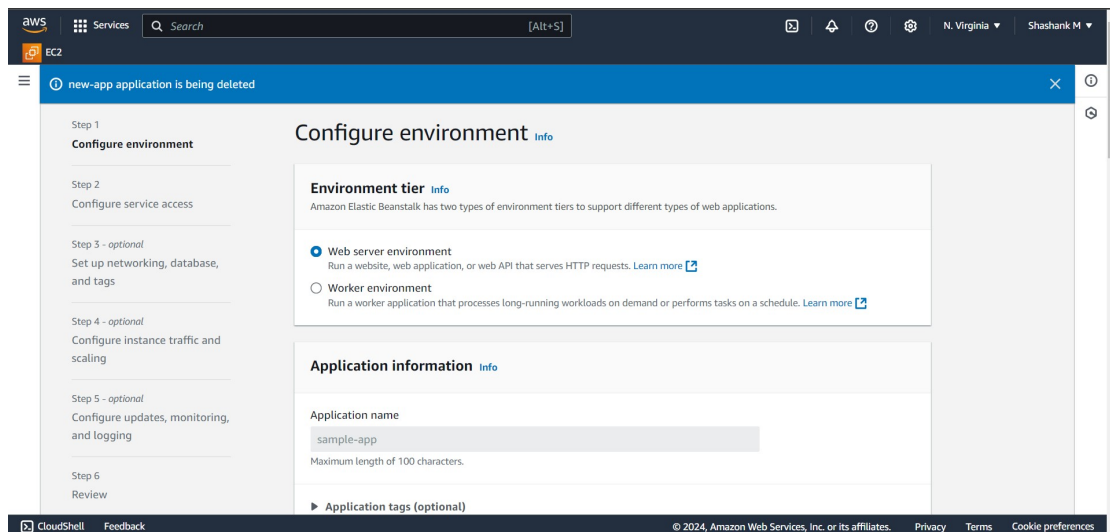 aws
Services
Search
[Alt+S]
N. Virginia
Shashank M
EC2
new-app application is being deleted
Step 1
Configure environment
Step 2
Configure service access
Step 3 - optional
Set up networking, database,
and tags
Step 4 - optional
Configure instance traffic and
scaling
Step 5 - optional
Configure updates, monitoring,
and logging
Step 6
Review
Configure environment Info
Environment tier Info
Amazon Elastic Beanstalk has two types of environment tiers to support different types of web applications.
Web server environment
Run a website, web application, or web API that serves HTTP requests. Learn more
Worker environment
Run a worker application that processes long-running workloads on demand or performs tasks on a schedule. Learn more
Application information Info
Application name
sample-app
Maximum length of 100 characters.
Application tags (optional)
CloudShell
Feedback
© 2024, Amazon Web Services, Inc. or its affiliates.
Privacy
Terms
Cookie preferences